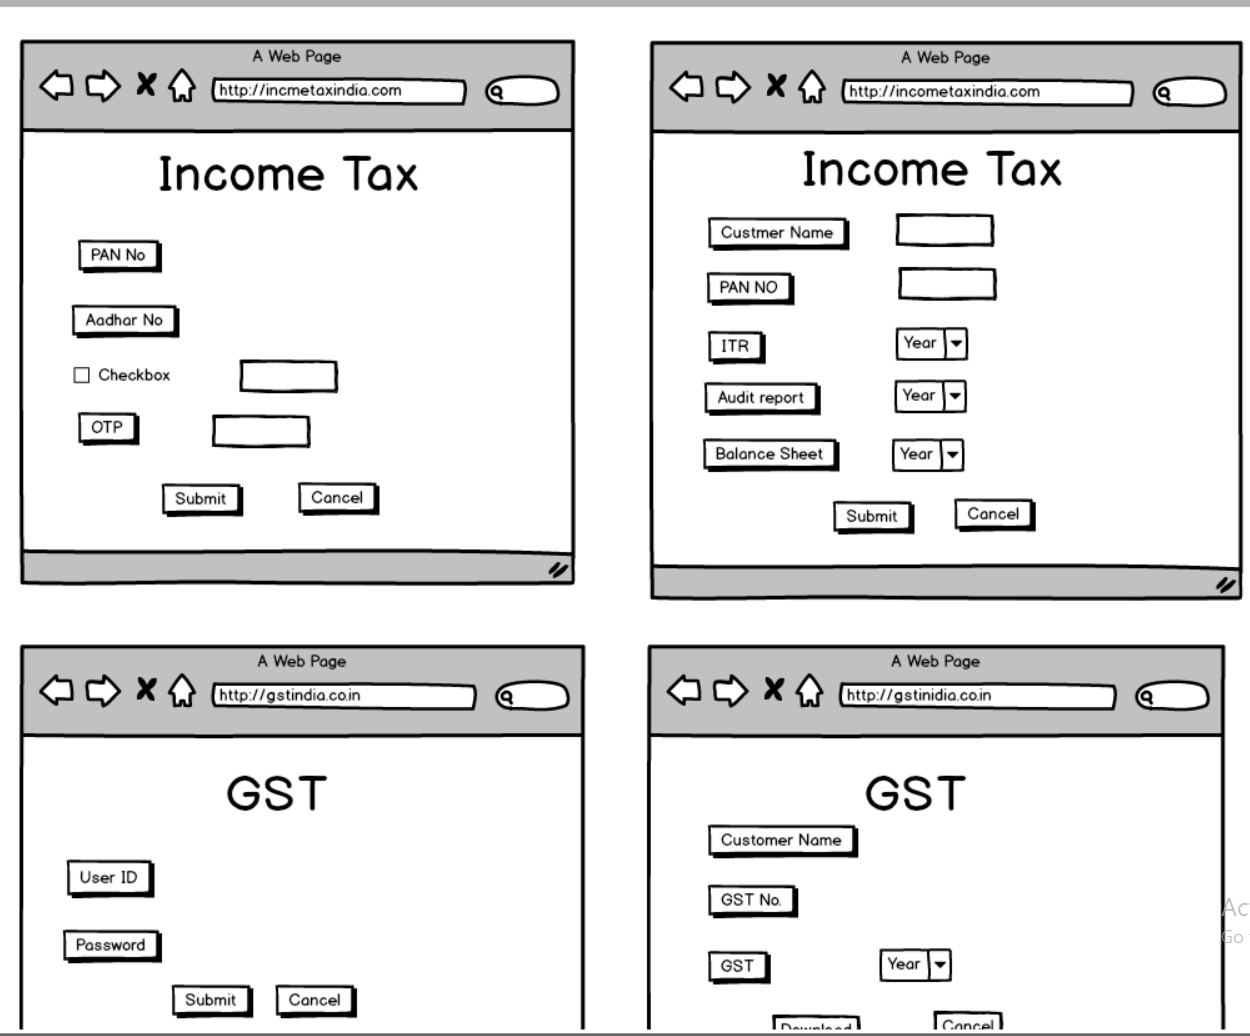 A Web Page
http://incmetaxindia.com
Income Tax
PAN No
Aadhar No
Checkbox
OTP
Submit Cancel
A Web Page
http://incometaxindia.com
Income Tax
Custmer Name
PAN NO
ITR Year
Audit report Year
Balance Sheet Year
Submit Cancel
A Web Page
http://gstindia.co.in
GST
User ID
Password
Submit Cancel
A Web Page
http://gstinidia.co.in
GST
Customer Name
GST No.
GST Year
Download Cancel
Go